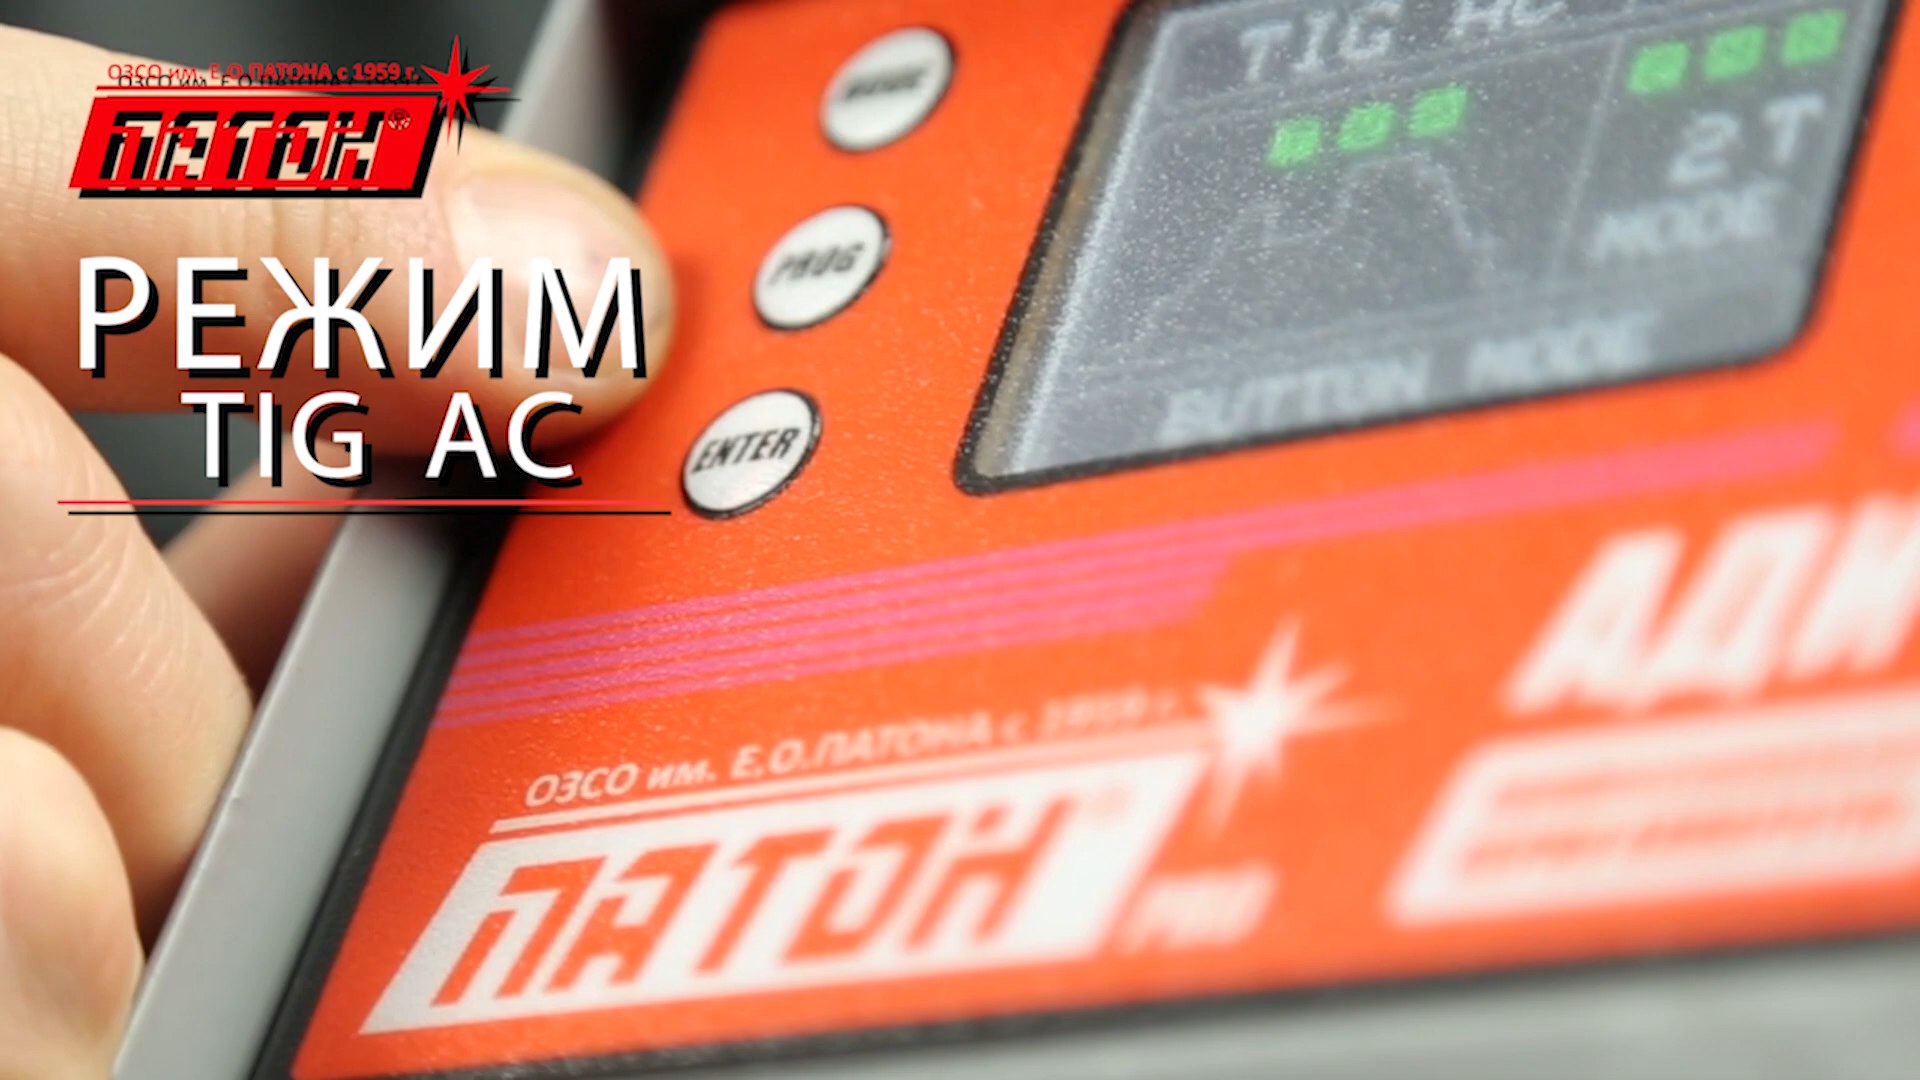 ОЗСО им. Е.О.ПАТОНА с 1959 г.
ПАТОН®
РЕЖИМ
TIG AC
PROG
ENTER
TIG AC
2T
MODE
BUTTON MODE
ОЗСО им. Е.О.ПАТОНА с 1959 г.
ПАТОН
PRO